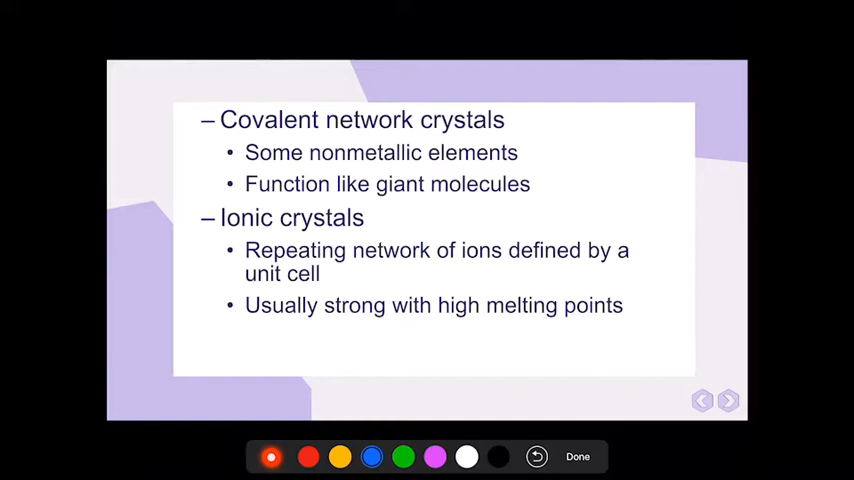 – Covalent network crystals
• Some nonmetallic elements
• Function like giant molecules
– Ionic crystals
• Repeating network of ions defined by a
unit cell
• Usually strong with high melting points
Done